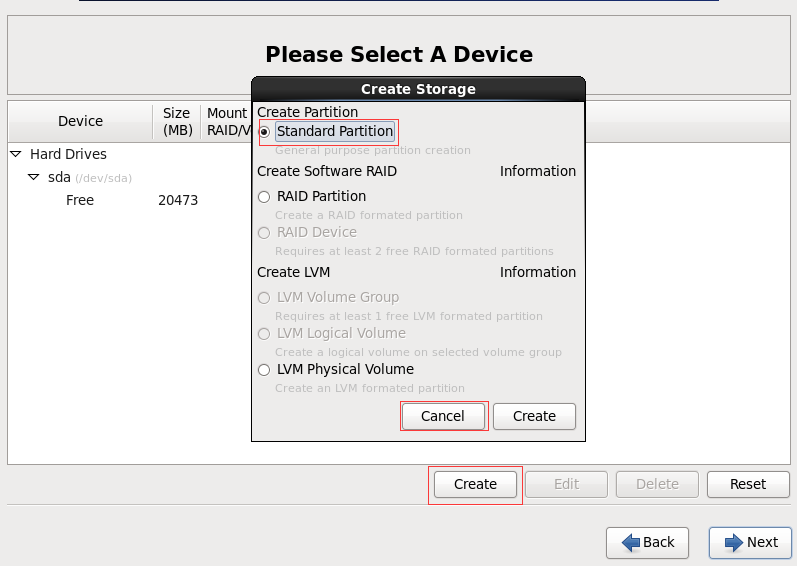 Please Select A Device
Create Storage
Device
Size
(MB)
Mount
RAID/V
Create Partition
Standard Partition
General purpose partition creation
Hard Drives
sda (/dev/sda)
Free 20473
Create Software RAID Information
RAID Partition
Create a RAID formated partition
RAID Device
Requires at least 2 free RAID formated partitions
Create LVM Information
LVM Volume Group
Requires at least 1 free LVM formated partition
LVM Logical Volume
Create a logical volume on selected volume group
LVM Physical Volume
Create an LVM formated partition
Cancel Create
Create Edit Delete Reset
Back Next